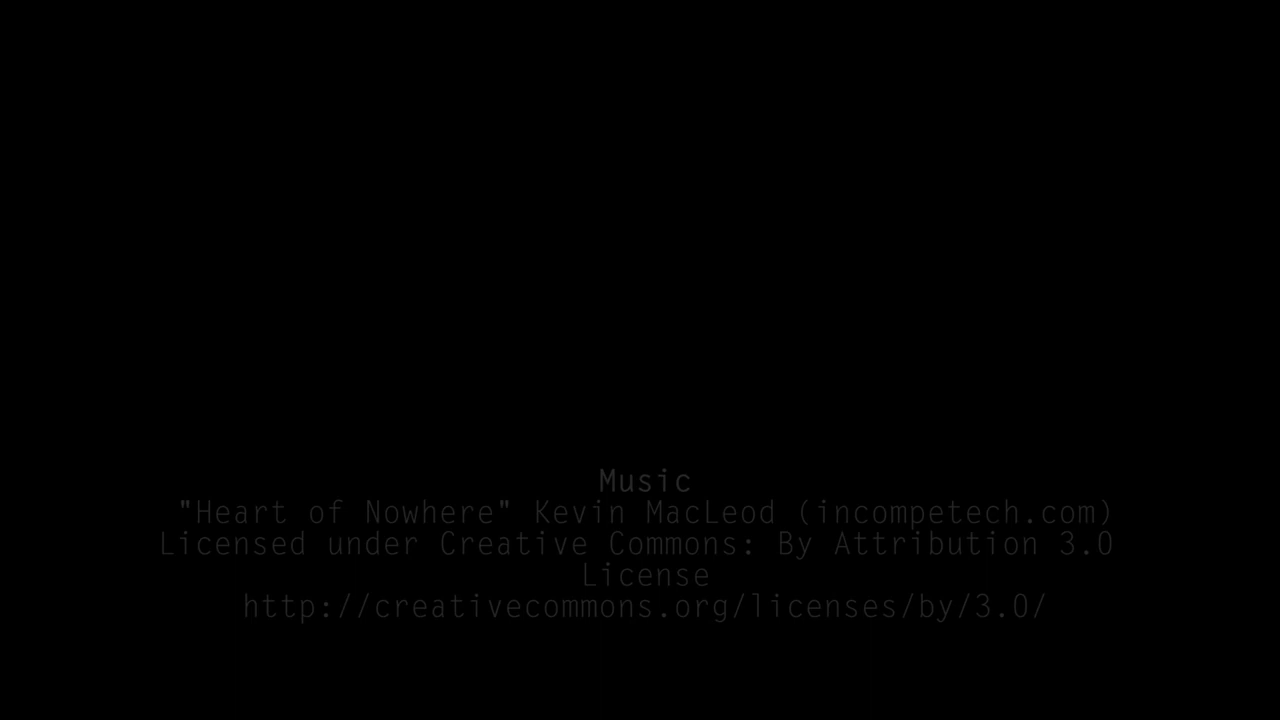 Music
"Heart of Nowhere" Kevin MacLeod (incompetech.com)
Licensed under Creative Commons: By Attribution 3.0
License
http://creativecommons.org/licenses/by/3.0/